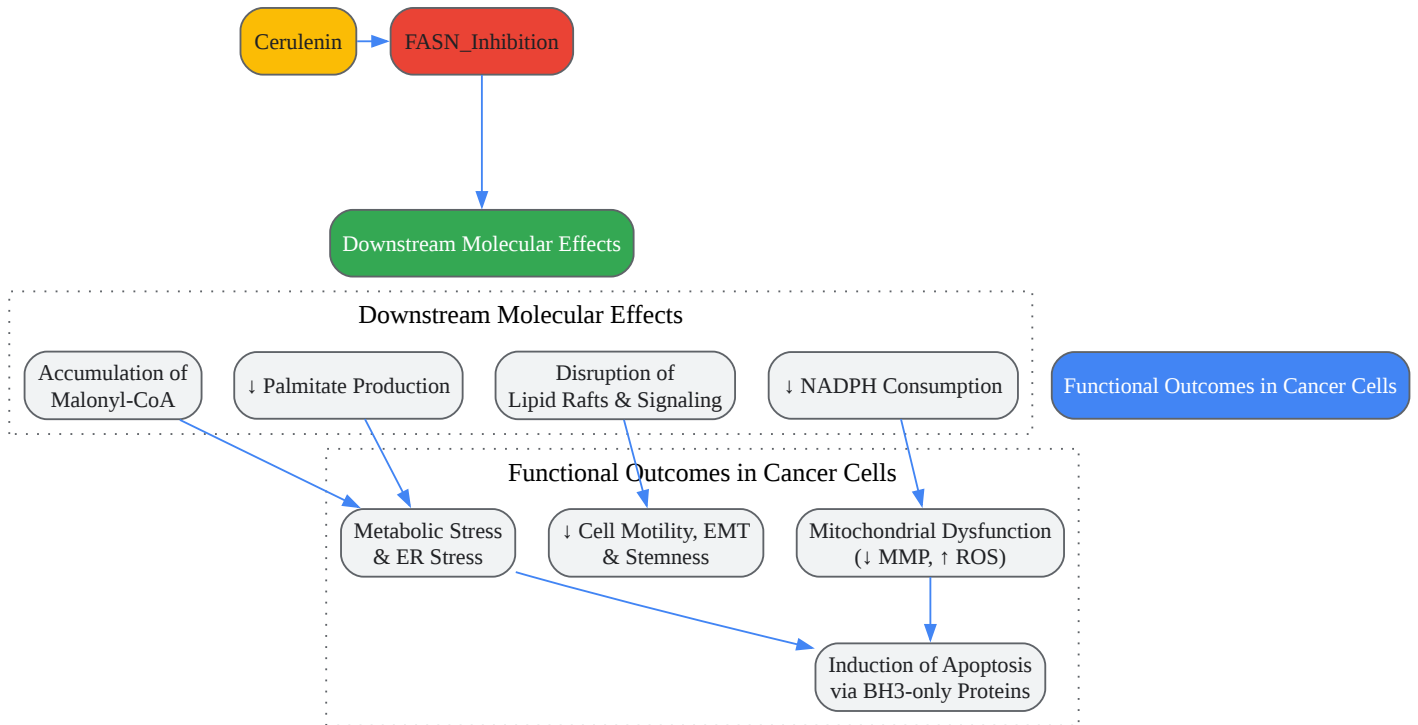 Cerulenin
FASN_Inhibition
Downstream Molecular Effects
Downstream Molecular Effects
Accumulation of
Malonyl-CoA
↓ Palmitate Production
Disruption of
Lipid Rafts & Signaling
↓ NADPH Consumption
Functional Outcomes in Cancer Cells
Functional Outcomes in Cancer Cells
Metabolic Stress
& ER Stress
↓ Cell Motility, EMT
& Stemness
Mitochondrial Dysfunction
(↓ MMP, ↑ ROS)
Induction of Apoptosis
via BH3-only Proteins